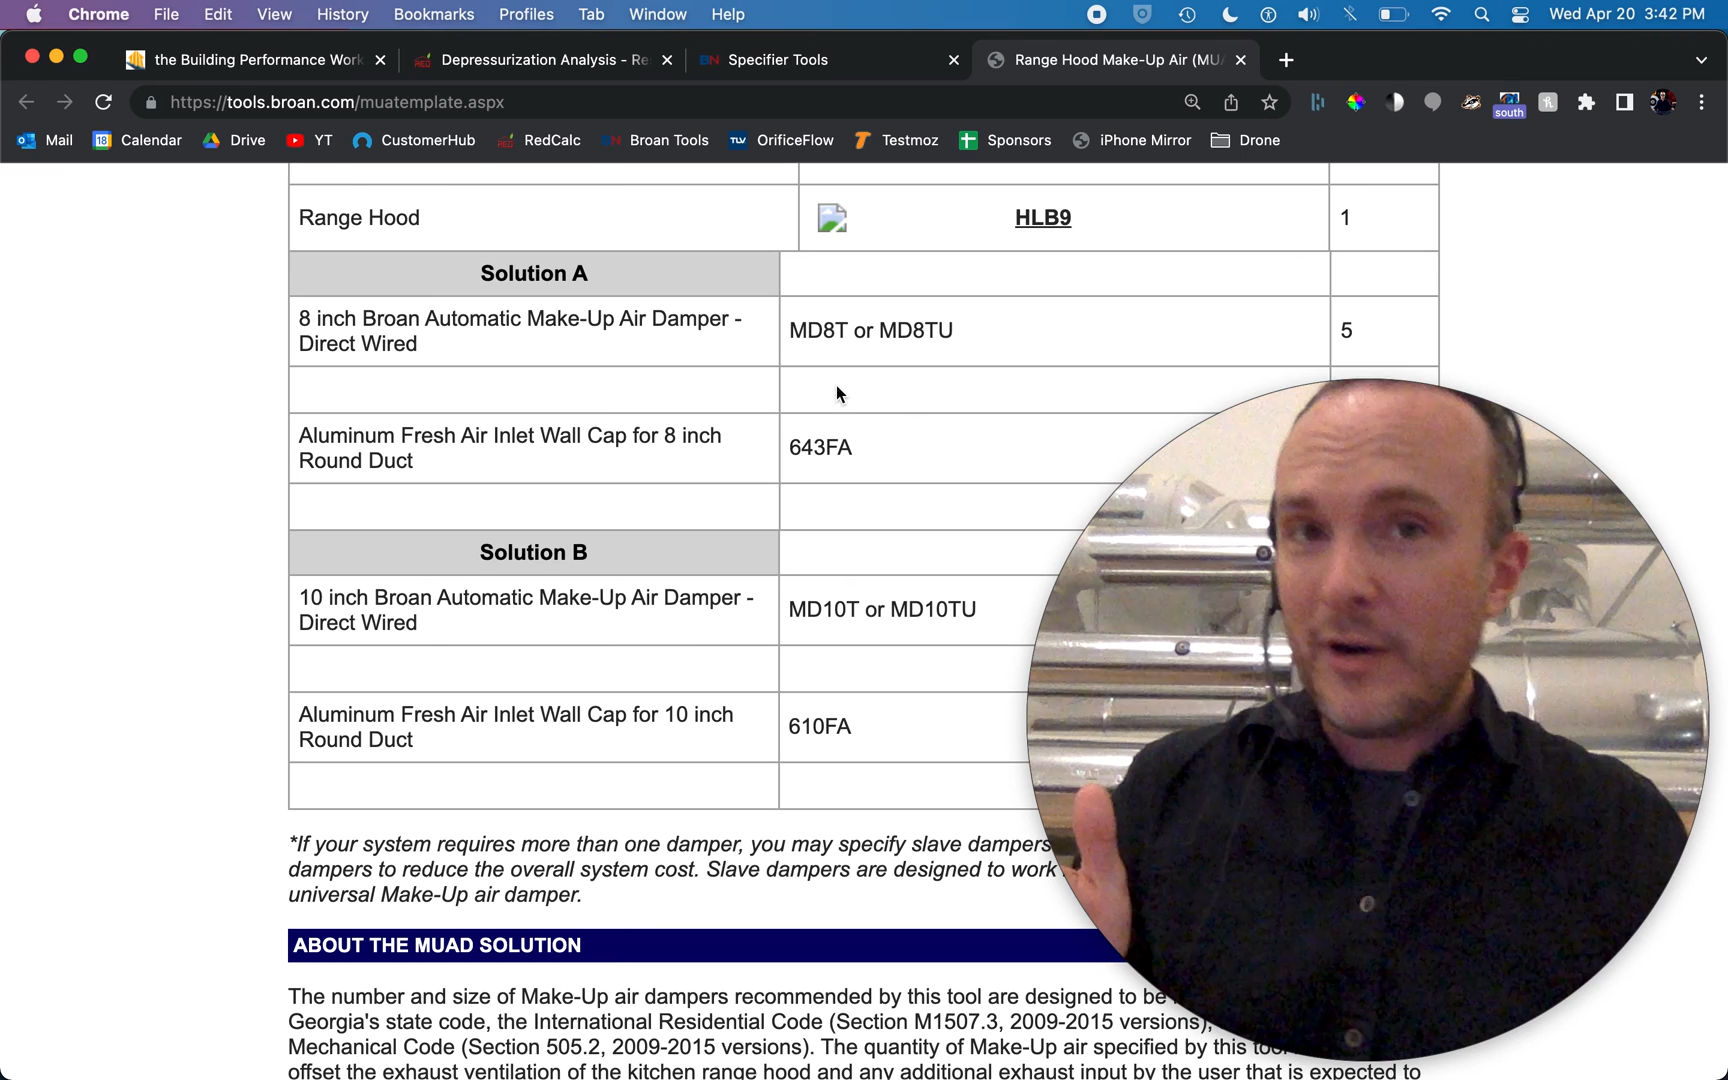 Chrome File Edit View History Bookmarks Profiles Tab Window Help Wed Apr 20 3:42 PM
the Building Performance Work Depressurization Analysis - Re Specifier Tools Range Hood Make-Up Air (MUA
https://tools.broan.com/muatemplate.aspx south
Mail Calendar Drive YT CustomerHub RedCalc Broan Tools OrificeFlow Testmoz Sponsors iPhone Mirror Drone
Range Hood HLB9 1
Solution A
8 inch Broan Automatic Make-Up Air Damper - Direct Wired MD8T or MD8TU 5
Aluminum Fresh Air Inlet Wall Cap for 8 inch Round Duct 643FA
Solution B
10 inch Broan Automatic Make-Up Air Damper - Direct Wired MD10T or MD10TU
Aluminum Fresh Air Inlet Wall Cap for 10 inch Round Duct 610FA
*If your system requires more than one damper, you may specify slave dampers
dampers to reduce the overall system cost. Slave dampers are designed to work
universal Make-Up air damper.
ABOUT THE MUAD SOLUTION
The number and size of Make-Up air dampers recommended by this tool are designed to be
Georgia's state code, the International Residential Code (Section M1507.3, 2009-2015 versions),
Mechanical Code (Section 505.2, 2009-2015 versions). The quantity of Make-Up air specified by this tool
offset the exhaust ventilation of the kitchen range hood and any additional exhaust input by the user that is expected to